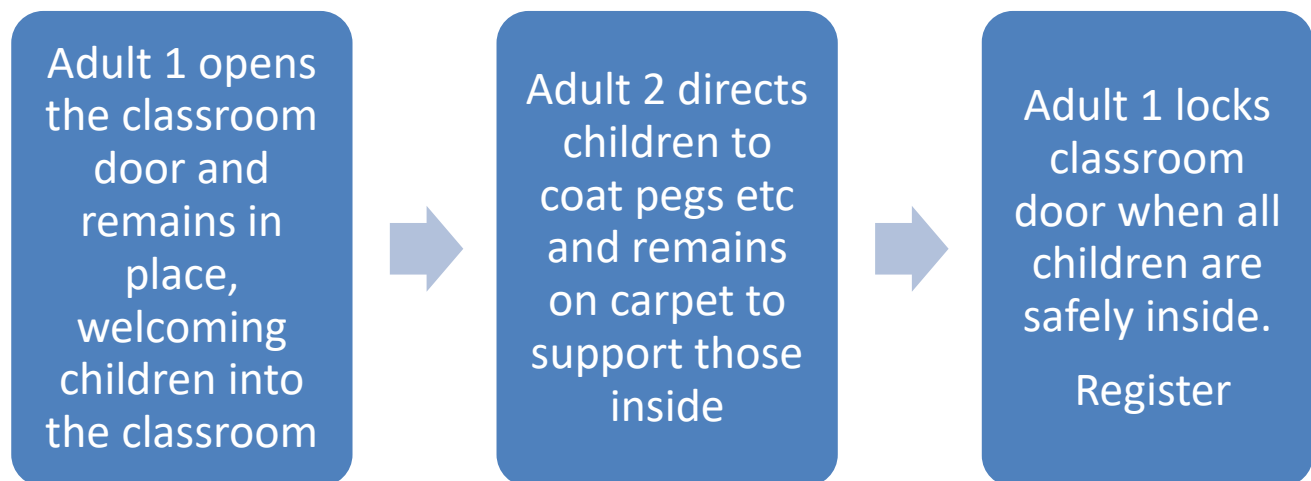 Adult 1 opens
the classroom
door and
remains in
place,
welcoming
children into
the classroom
Adult 2 directs
children to
coat pegs etc
and remains
on carpet to
support those
inside
Adult 1 locks
classroom
door when all
children are
safely inside.
Register